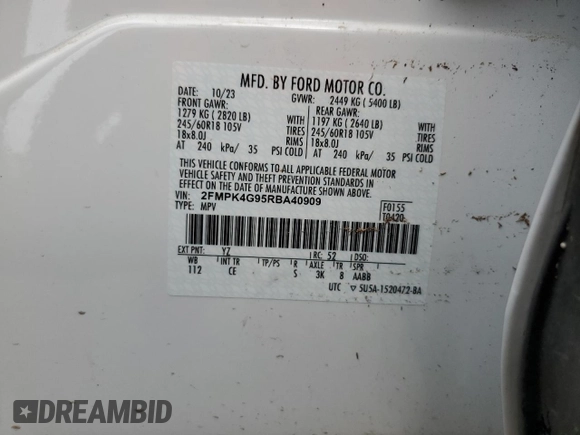 MFD. BY FORD MOTOR CO.
DATE: 10/23 GVWR: 2449 KG ( 5400 LB)
FRONT GAWR: REAR GAWR:
1279 KG ( 2820 LB) WITH 1197 KG ( 2640 LB) WITH
245/60R18 105V TIRES 245/60R18 105V TIRES
18x8.0J RIMS 18x8.0J RIMS
AT 240 kPa/ 35 PSI COLD AT 240 kPa/ 35 PSI COLD
THIS VEHICLE CONFORMS TO ALL APPLICABLE FEDERAL MOTOR
VEHICLE SAFETY AND THEFT PREVENTION STANDARDS IN
EFFECT ON THE DATE OF MANUFACTURE SHOWN ABOVE.
VIN: 2FMPK4G95RBA40909 F0155
TYPE: MPV T0420
EXT PNT: YZ RC: 52 DSO:
WB INT TR TP/PS R AXLE TR SPR
112 CE 5 3K 8 AABB
UTC ▽ 5U5A-1520472-BA
DREAMBID